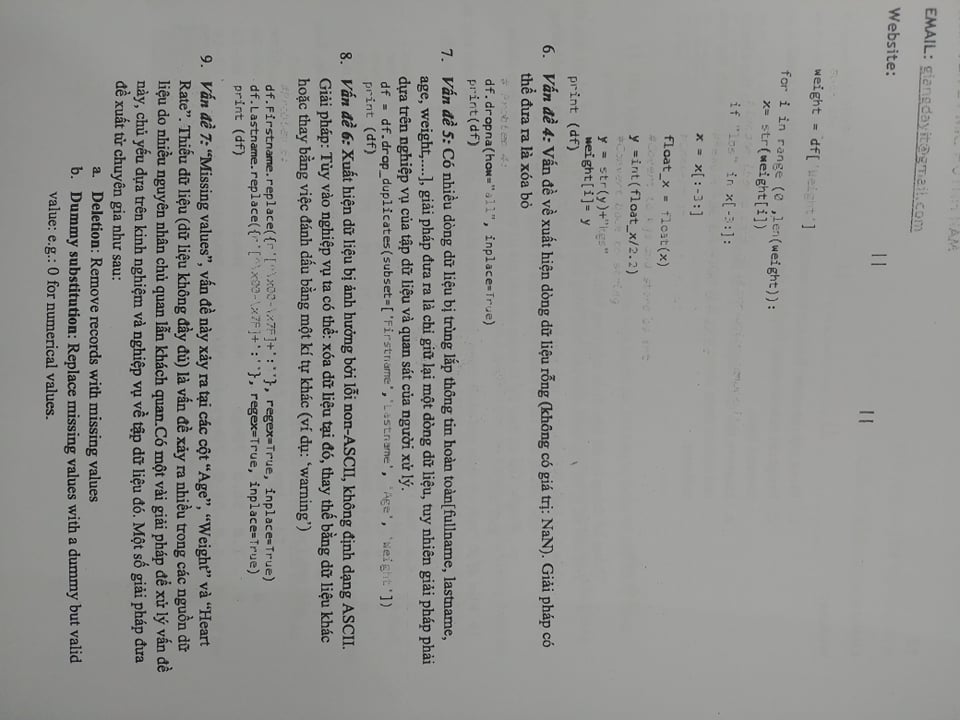 EMAIL: giangdayit@gmail.com
Website:
weight = df['Weight']
for i in range (0 ,len(weight)):
x= str(weight[i])
if "lbs" in x[-3:]:
x = x[:-3:]
float_x = float(x)
y =int(float_x/2.2)
y = str(y)+"kgs"
weight[i]= y
print (df)
6. Vấn đề 4: Vấn đề về xuất hiện dòng dữ liệu rỗng (không có giá trị: NaN). Giải pháp có
thể đưa ra là xóa bỏ
df.dropna(how="all", inplace=True)
print(df)
7. Vấn đề 5: Có nhiều dòng dữ liệu bị trùng lắp thông tin hoàn toàn[fullname, lastname,
age, weight,...], giải pháp đưa ra là chỉ giữ lại một dòng dữ liệu, tuy nhiên giải pháp phải
dựa trên nghiệp vụ của tập dữ liệu và quan sát của người xử lý.
df = df.drop_duplicates(subset=['Firstname','Lastname', 'Age', 'Weight'])
print (df)
8. Vấn đề 6: Xuất hiện dữ liệu bị ảnh hưởng bởi lỗi non-ASCII, không định dạng ASCII.
Giải pháp: Tùy vào nghiệp vụ ta có thể: xóa dữ liệu tại đó, thay thế bằng dữ liệu khác
hoặc thay bằng việc đánh dấu bằng một kí tự khác (ví dụ: 'warning')
df.Firstname.replace({r'[^\x00-\x7F]+':''}, regex=True, inplace=True)
df.Lastname.replace({r'[^\x00-\x7F]+':''}, regex=True, inplace=True)
print (df)
9. Vấn đề 7: "Missing values", vấn đề này xảy ra tại các cột "Age", "Weight" và "Heart
Rate". Thiếu dữ liệu (dữ liệu không đầy đủ) là vấn đề xảy ra nhiều trong các nguồn dữ
liệu do nhiều nguyên nhân chủ quan lẫn khách quan.Có một vài giải pháp để xử lý vấn đề
này, chủ yếu dựa trên kinh nghiệm và nghiệp vụ về tập dữ liệu đó. Một số giải pháp đưa
đề xuất từ chuyên gia như sau:
a. Deletion: Remove records with missing values
b. Dummy substitution: Replace missing values with a dummy but valid
value: e.g.: 0 for numerical values.